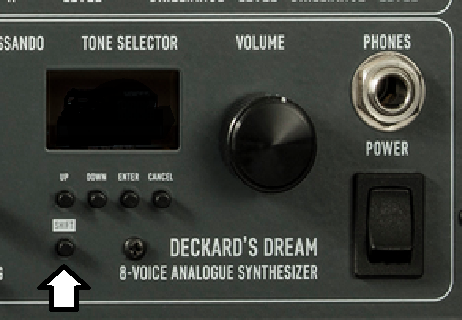 SSANDO TONE SELECTOR VOLUME PHONES
POWER
UP DOWN ENTER CANCEL
SHIFT
DECKARD'S DREAM
8-VOICE ANALOGUE SYNTHESIZER